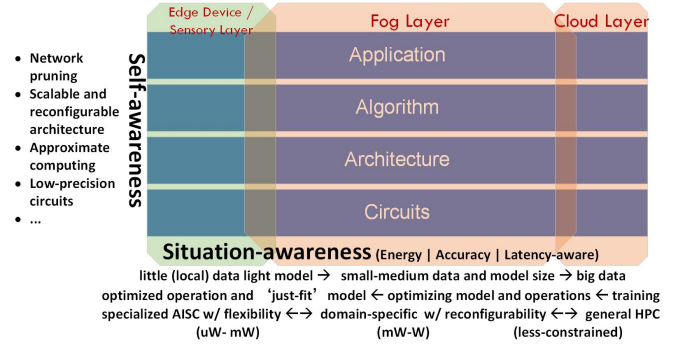 Edge Device /
Sensory Layer
Fog Layer
Cloud Layer
• Network
pruning
• Scalable and
reconfigurable
architecture
• Approximate
computing
• Low-precision
circuits
• ...
Self-awareness
Application
Algorithm
Architecture
Circuits
Situation-awareness (Energy | Accuracy | Latency-aware)
little (local) data light model → small-medium data and model size → big data
optimized operation and ‘just-fit’ model ← optimizing model and operations ← training
specialized AISC w/ flexibility ←→ domain-specific w/ reconfigurability ←→ general HPC
(uW- mW) (mW-W) (less-constrained)